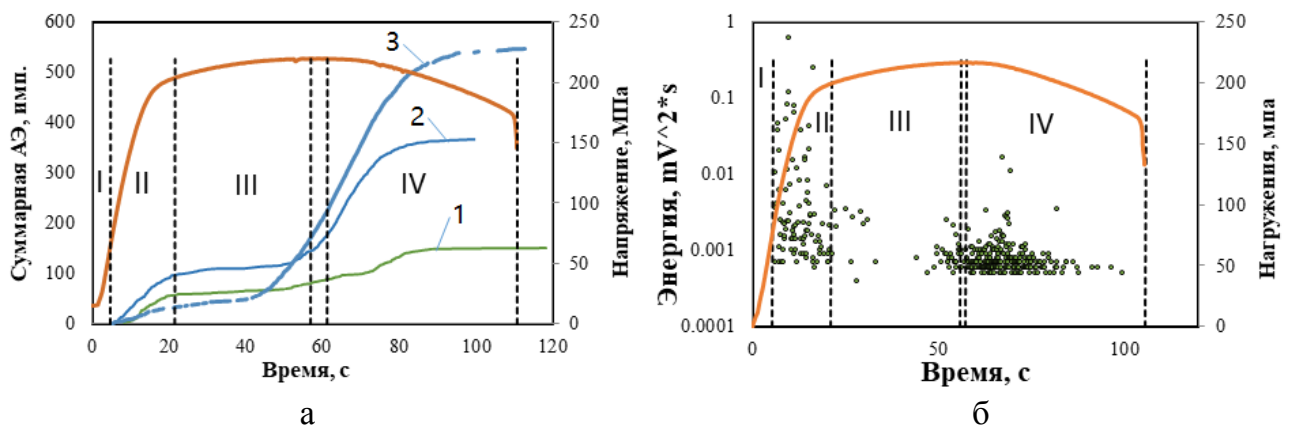 Суммарная АЭ, имп.
600
500
400
300
200
100
0
0
20
40
60
80
100
120
Время, с
250
200
150
100
50
0
Напряжение, МПа
I
II
III
IV
1
2
3
а
Энергия, mV^2*s
1
0.1
0.01
0.001
0.0001
0
50
100
Время, с
250
200
150
100
50
0
Нагружения, мпа
I
II
III
IV
б